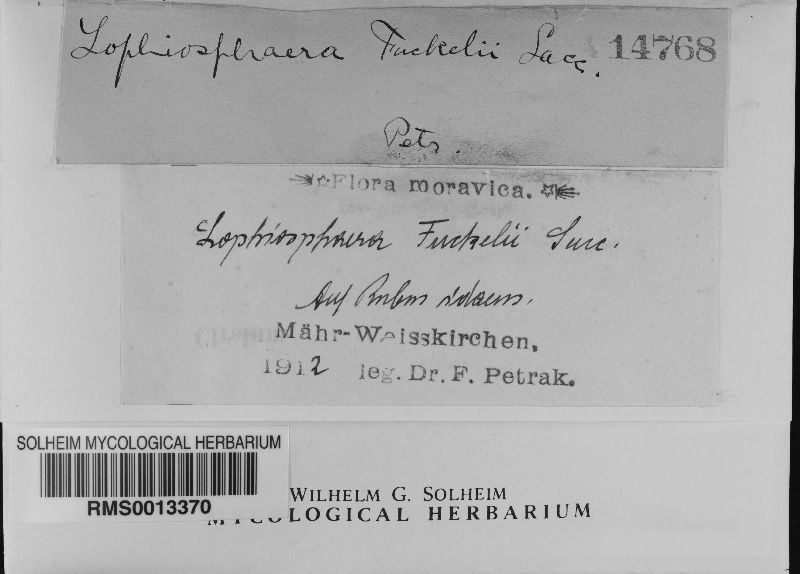 Lophiosphaera Fuckelii Sacc. 14768
Petr.
Flora moravica.
Lophiosphaera Fuckelii Sacc.
Auf Rubus idaeus.
Mähr-Weisskirchen,
1912 leg. Dr. F. Petrak.
SOLHEIM MYCOLOGICAL HERBARIUM
RMS0013370
WILHELM G. SOLHEIM
MYCOLOGICAL HERBARIUM